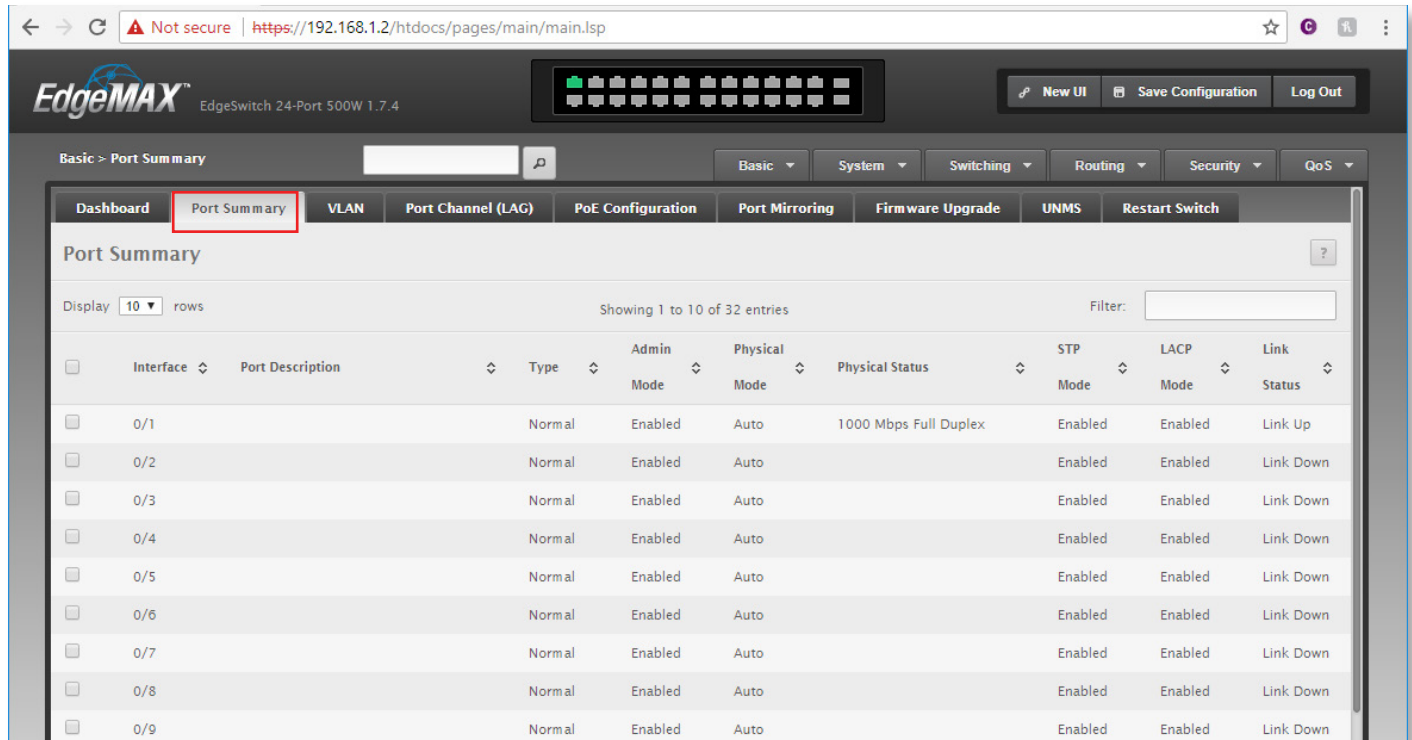 Not secure | https://192.168.1.2/htdocs/pages/main/main.lsp
EdgeMAX™ EdgeSwitch 24-Port 500W 1.7.4
New UI Save Configuration Log Out
Basic > Port Summary
Basic System Switching Routing Security QoS
Dashboard Port Summary VLAN Port Channel (LAG) PoE Configuration Port Mirroring Firmware Upgrade UNMS Restart Switch
Port Summary ?
Display 10 rows Showing 1 to 10 of 32 entries Filter:
Interface Port Description Type Admin Mode Physical Mode Physical Status STP Mode LACP Mode Link Status
0/1 Normal Enabled Auto 1000 Mbps Full Duplex Enabled Enabled Link Up
0/2 Normal Enabled Auto Enabled Enabled Link Down
0/3 Normal Enabled Auto Enabled Enabled Link Down
0/4 Normal Enabled Auto Enabled Enabled Link Down
0/5 Normal Enabled Auto Enabled Enabled Link Down
0/6 Normal Enabled Auto Enabled Enabled Link Down
0/7 Normal Enabled Auto Enabled Enabled Link Down
0/8 Normal Enabled Auto Enabled Enabled Link Down
0/9 Normal Enabled Auto Enabled Enabled Link Down